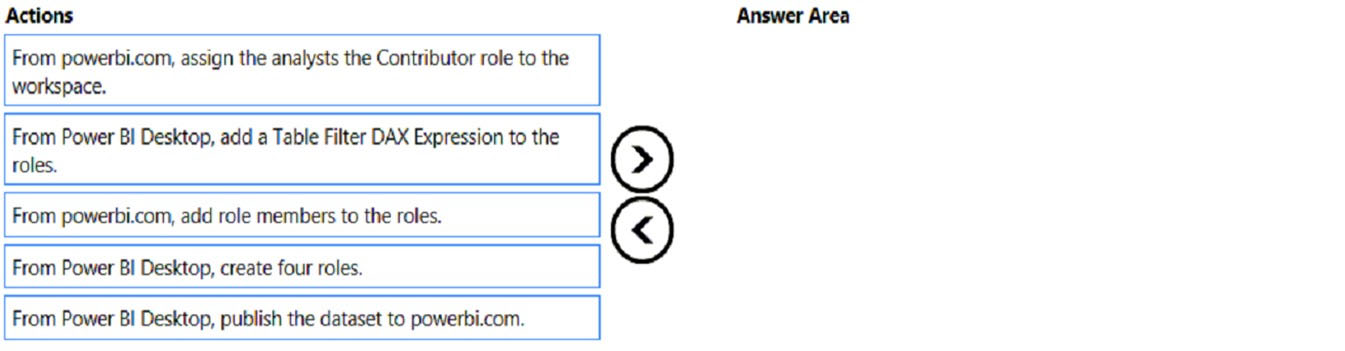 Actions
Answer Area
From powerbi.com, assign the analysts the Contributor role to the
workspace.
From Power BI Desktop, add a Table Filter DAX Expression to the
roles.
From powerbi.com, add role members to the roles.
From Power BI Desktop, create four roles.
From Power BI Desktop, publish the dataset to powerbi.com.